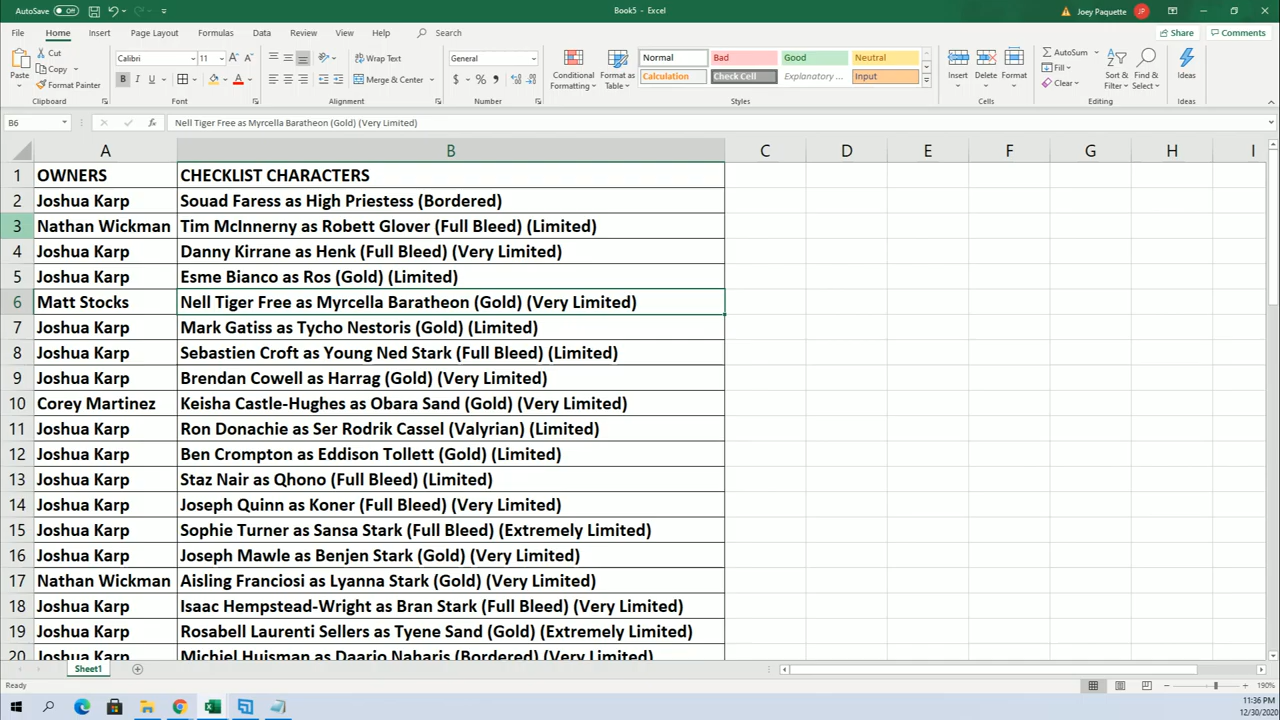 AutoSave Off Book5 - Excel Joey Paquette JP
File Home Insert Page Layout Formulas Data Review View Help Search Share Comments
Cut Calibri 11 Wrap Text General Normal Bad Good Neutral AutoSum
Copy Fill
Paste Format Painter Merge & Center Conditional Formatting Format as Table Calculation Check Cell Explanatory ... Input Insert Delete Format Clear Sort & Filter Find & Select Ideas
Clipboard Font Alignment Number Styles Cells Editing Ideas
B6 Nell Tiger Free as Myrcella Baratheon (Gold) (Very Limited)
A B C D E F G H I
1 OWNERS CHECKLIST CHARACTERS
2 Joshua Karp Souad Faress as High Priestess (Bordered)
3 Nathan Wickman Tim McInnerny as Robett Glover (Full Bleed) (Limited)
4 Joshua Karp Danny Kirrane as Henk (Full Bleed) (Very Limited)
5 Joshua Karp Esme Bianco as Ros (Gold) (Limited)
6 Matt Stocks Nell Tiger Free as Myrcella Baratheon (Gold) (Very Limited)
7 Joshua Karp Mark Gatiss as Tycho Nestoris (Gold) (Limited)
8 Joshua Karp Sebastien Croft as Young Ned Stark (Full Bleed) (Limited)
9 Joshua Karp Brendan Cowell as Harrag (Gold) (Very Limited)
10 Corey Martinez Keisha Castle-Hughes as Obara Sand (Gold) (Very Limited)
11 Joshua Karp Ron Donachie as Ser Rodrik Cassel (Valyrian) (Limited)
12 Joshua Karp Ben Crompton as Eddison Tollett (Gold) (Limited)
13 Joshua Karp Staz Nair as Qhono (Full Bleed) (Limited)
14 Joshua Karp Joseph Quinn as Koner (Full Bleed) (Very Limited)
15 Joshua Karp Sophie Turner as Sansa Stark (Full Bleed) (Extremely Limited)
16 Joshua Karp Joseph Mawle as Benjen Stark (Gold) (Very Limited)
17 Nathan Wickman Aisling Franciosi as Lyanna Stark (Gold) (Very Limited)
18 Joshua Karp Isaac Hempstead-Wright as Bran Stark (Full Bleed) (Very Limited)
19 Joshua Karp Rosabell Laurenti Sellers as Tyene Sand (Gold) (Extremely Limited)
20 Joshua Karp Michiel Huisman as Daario Naharis (Bordered) (Very Limited)
Sheet1
Ready 190%
11:36 PM
12/30/2020